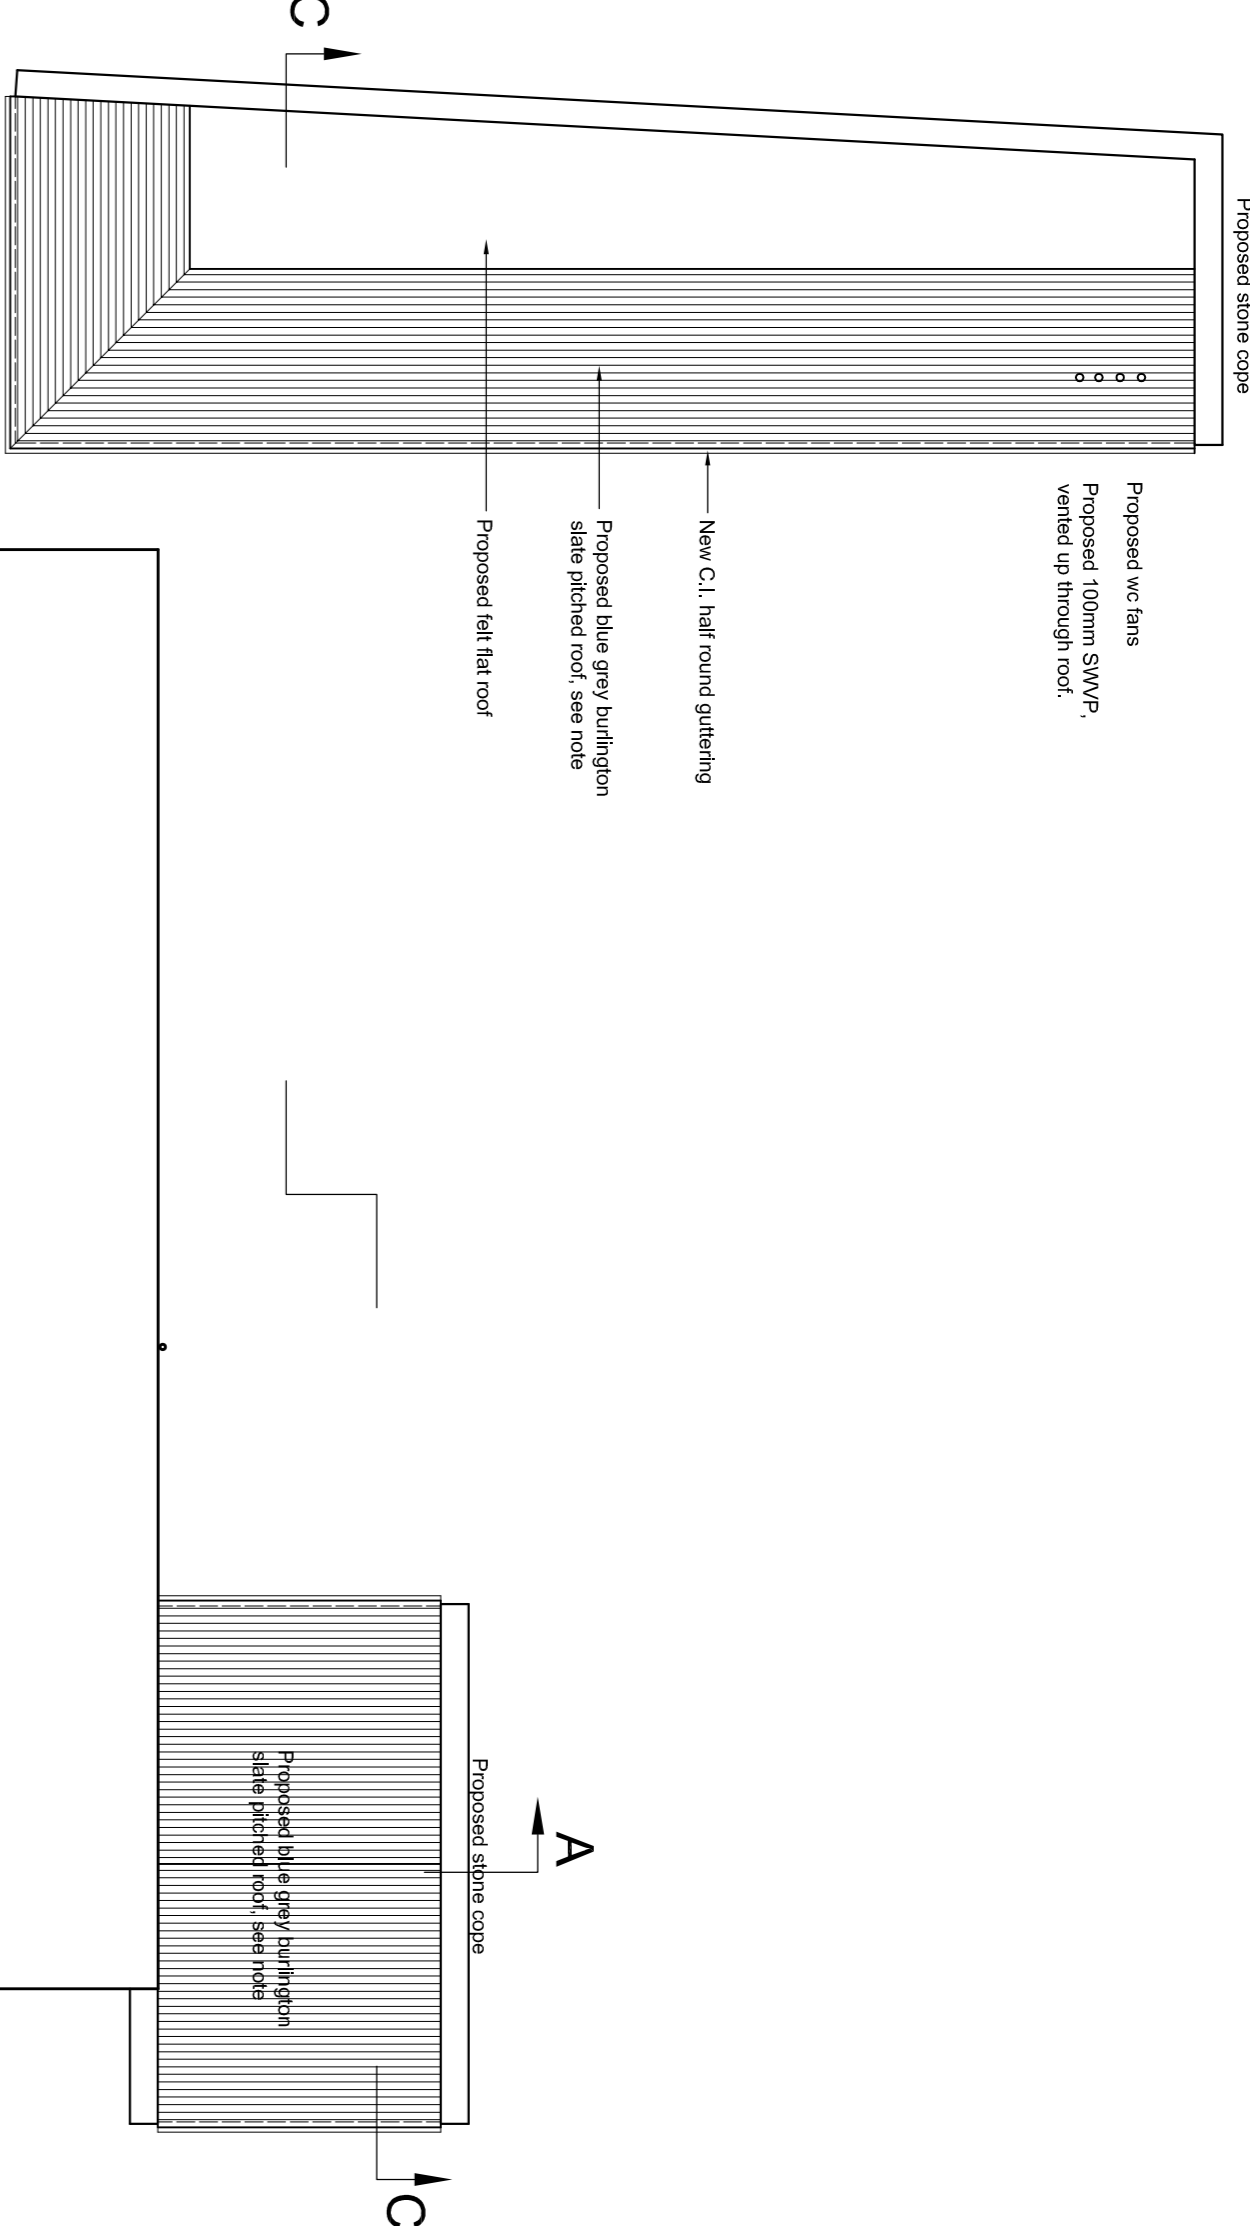 C
Proposed stone cope
Proposed wc fans
Proposed 100mm SWVP,
vented up through roof.
New C.I. half round guttering
Proposed blue grey burlington
slate pitched roof, see note
Proposed felt flat roof
A
Proposed stone cope
Proposed blue grey burlington
slate pitched roof, see note
C